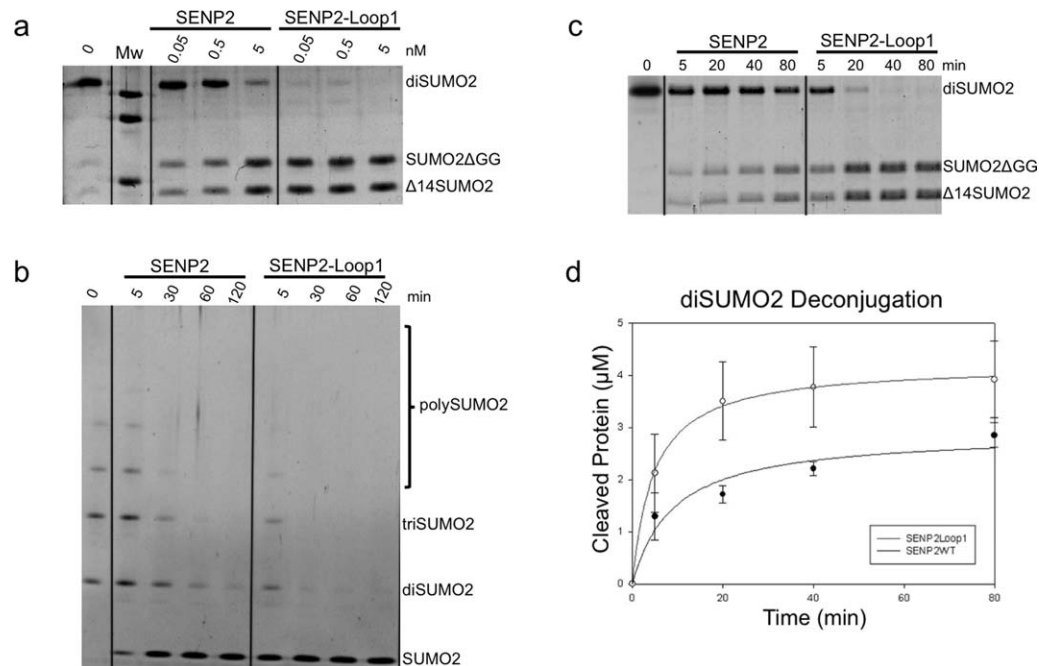 a
SENP2 SENP2-Loop1
0 Mw 0.05 0.5 5 0.05 0.5 5 nM
diSUMO2
SUMO2ΔGG
Δ14SUMO2
b
SENP2 SENP2-Loop1
0 5 30 60 120 5 30 60 120 min
polySUMO2
triSUMO2
diSUMO2
SUMO2
c
SENP2 SENP2-Loop1
0 5 20 40 80 5 20 40 80 min
diSUMO2
SUMO2ΔGG
Δ14SUMO2
d
diSUMO2 Deconjugation
Cleaved Protein (µM)
5
4
3
2
1
0
SENP2Loop1
SENP2WT
0 20 40 60 80
Time (min)